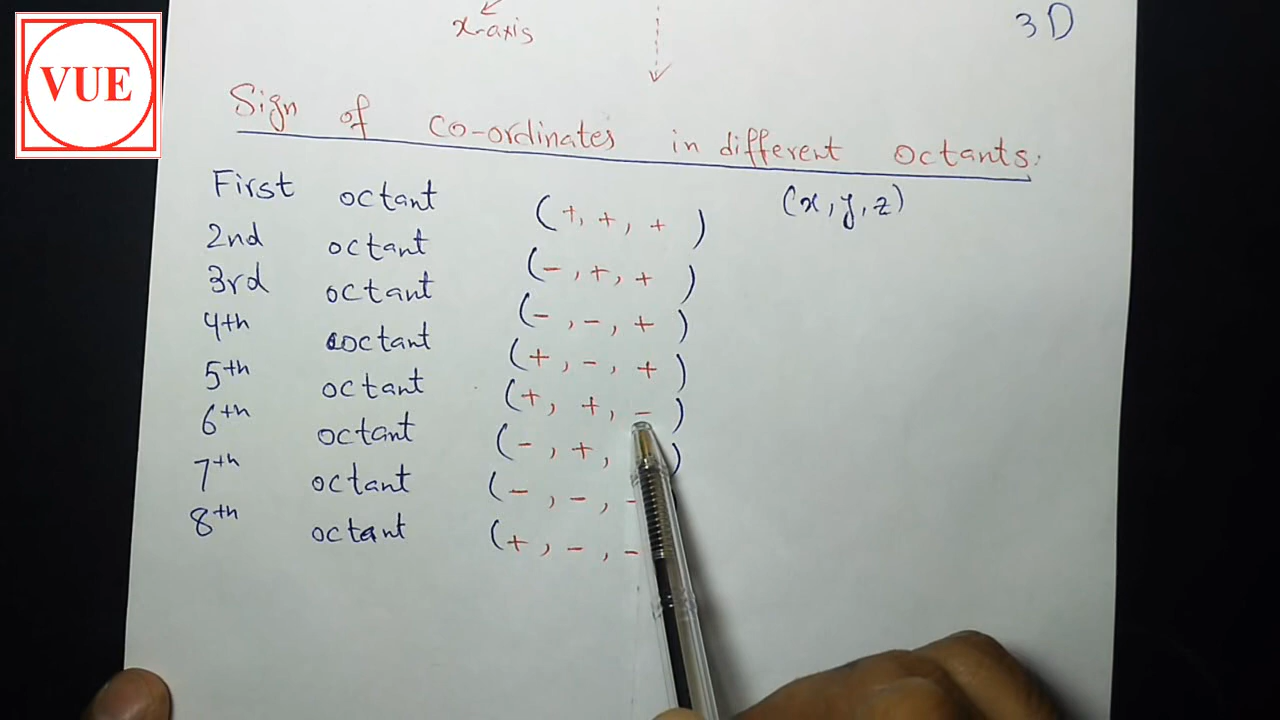 VUE
x-axis
3D
Sign of co-ordinates in different octants:
First octant (+, +, +) (x, y, z)
2nd octant (-, +, +)
3rd octant (-, -, +)
4th octant (+, -, +)
5th octant (+, +, -)
6th octant (-, +, )
7th octant (-, -, -
8th octant (+, -, -